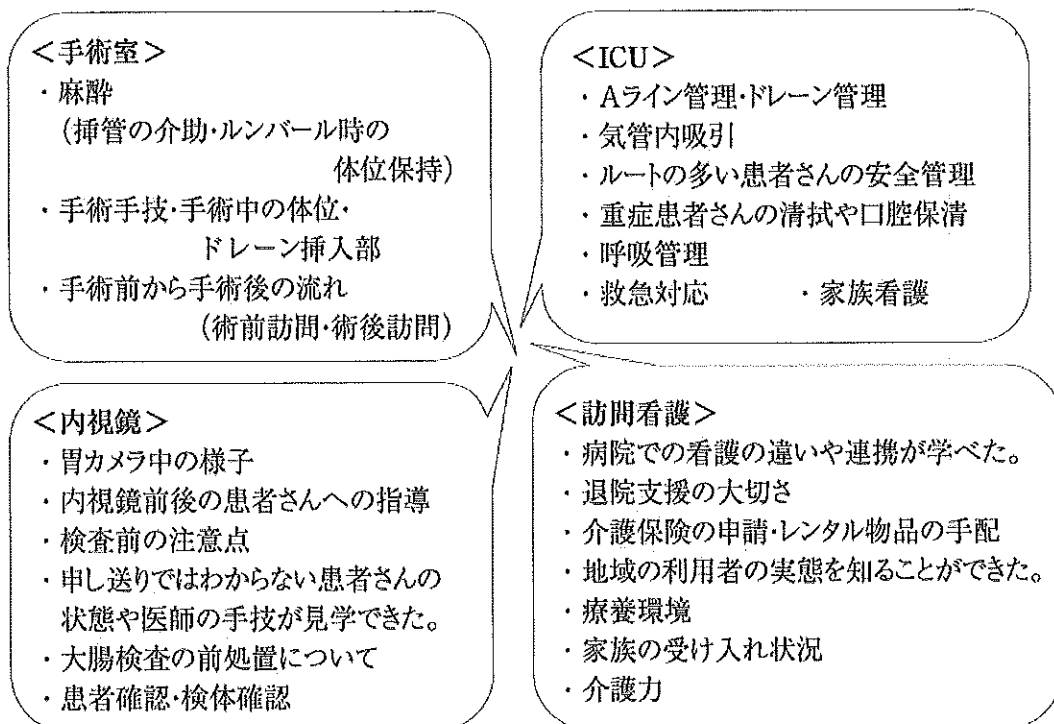 ＜手術室＞
・麻酔
（挿管の介助・ルンバール時の
体位保持）
・手術手技・手術中の体位・
ドレーン挿入部
・手術前から手術後の流れ
（術前訪問・術後訪問）
＜ICU＞
・Aライン管理・ドレーン管理
・気管内吸引
・ルートの多い患者さんの安全管理
・重症患者さんの清拭や口腔保清
・呼吸管理
・救急対応　・家族看護
＜内視鏡＞
・胃カメラ中の様子
・内視鏡前後の患者さんへの指導
・検査前の注意点
・申し送りではわからない患者さんの
状態や医師の手技が見学できた。
・大腸検査の前処置について
・患者確認・検体確認
＜訪問看護＞
・病院での看護の違いや連携が学べた。
・退院支援の大切さ
・介護保険の申請・レンタル物品の手配
・地域の利用者の実態を知ることができた。
・療養環境
・家族の受け入れ状況
・介護力